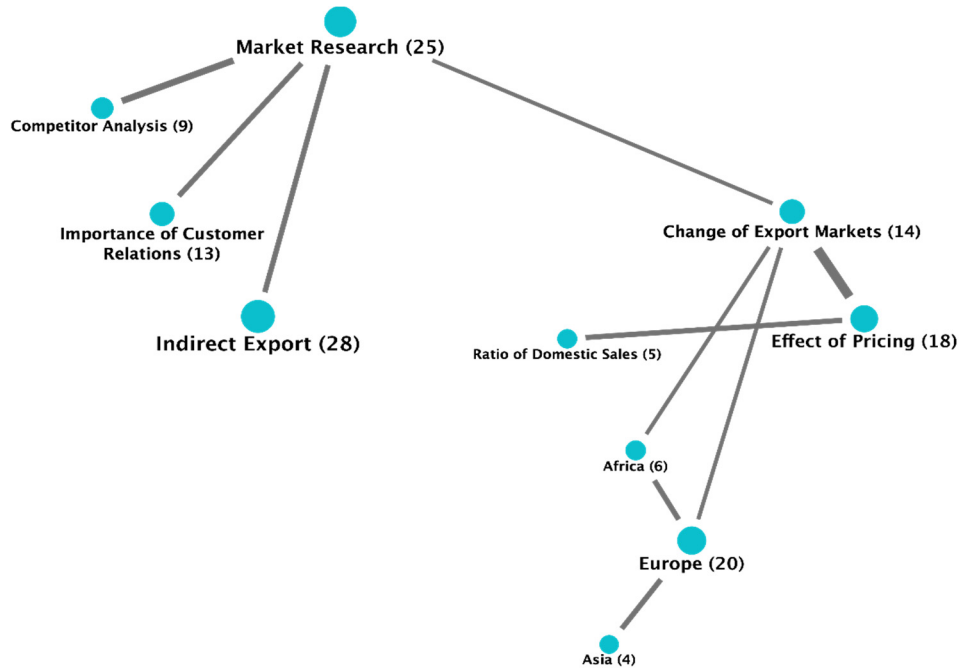 Market Research (25)
Competitor Analysis (9)
Importance of Customer
Relations (13)
Change of Export Markets (14)
Indirect Export (28)
Ratio of Domestic Sales (5)
Effect of Pricing (18)
Africa (6)
Europe (20)
Asia (4)